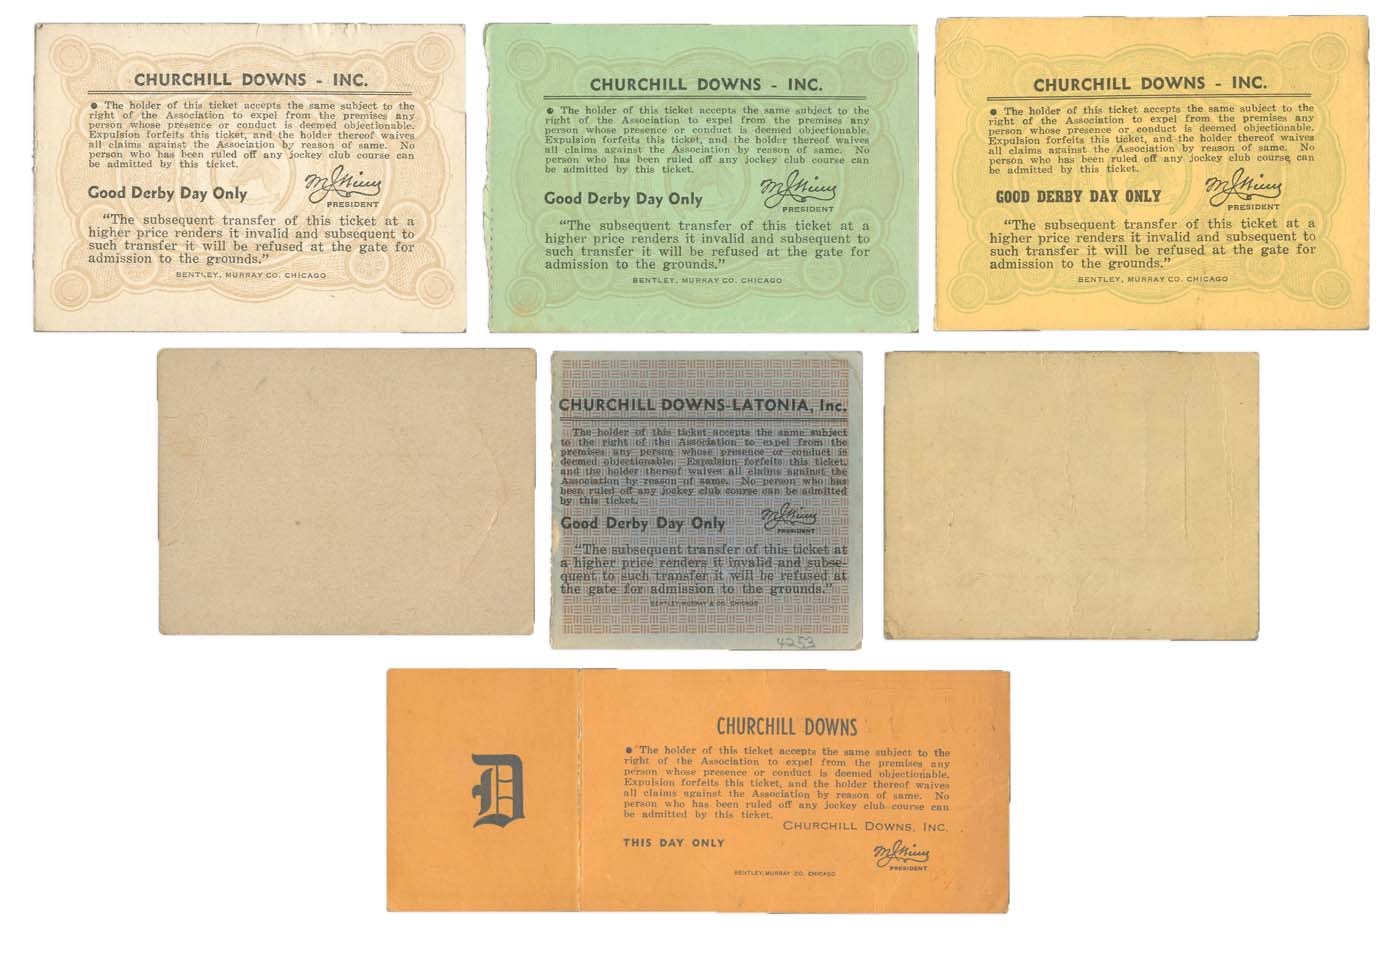 CHURCHILL DOWNS - INC.
● The holder of this ticket accepts the same subject to the
right of the Association to expel from the premises any
person whose presence or conduct is deemed objectionable.
Expulsion forfeits this ticket, and the holder thereof waives
all claims against the Association by reason of same. No
person who has been ruled off any jockey club course can
be admitted by this ticket.
Good Derby Day Only
PRESIDENT
"The subsequent transfer of this ticket at a
higher price renders it invalid and subsequent to
such transfer it will be refused at the gate for
admission to the grounds."
BENTLEY, MURRAY CO. CHICAGO
CHURCHILL DOWNS - INC.
● The holder of this ticket accepts the same subject to the
right of the Association to expel from the premises any
person whose presence or conduct is deemed objectionable.
Expulsion forfeits this ticket, and the holder thereof waives
all claims against the Association by reason of same. No
person who has been ruled off any jockey club course can
be admitted by this ticket.
Good Derby Day Only
PRESIDENT
"The subsequent transfer of this ticket at a
higher price renders it invalid and subsequent to
such transfer it will be refused at the gate for
admission to the grounds."
BENTLEY, MURRAY CO. CHICAGO
CHURCHILL DOWNS - INC.
● The holder of this ticket accepts the same subject to the
right of the Association to expel from the premises any
person whose presence or conduct is deemed objectionable.
Expulsion forfeits this ticket, and the holder thereof waives
all claims against the Association by reason of same. No
person who has been ruled off any jockey club course can
be admitted by this ticket.
GOOD DERBY DAY ONLY
PRESIDENT
"The subsequent transfer of this ticket at a
higher price renders it invalid and subsequent to
such transfer it will be refused at the gate for
admission to the grounds."
BENTLEY, MURRAY CO. CHICAGO
CHURCHILL DOWNS-LATONIA, Inc.
The holder of this ticket accepts the same subject
to the right of the Association to expel from the
premises any person whose presence or conduct is
deemed objectionable. Expulsion forfeits this ticket,
and the holder thereof waives all claims against the
Association by reason of same. No person who has
been ruled off any jockey club course can be admitted
by this ticket.
Good Derby Day Only
PRESIDENT
"The subsequent transfer of this ticket at
a higher price renders it invalid and subse-
quent to such transfer it will be refused at
the gate for admission to the grounds."
BENTLEY, MURRAY & CO. CHICAGO
4253
D
CHURCHILL DOWNS
● The holder of this ticket accepts the same subject to the
right of the Association to expel from the premises any
person whose presence or conduct is deemed objectionable.
Expulsion forfeits this ticket, and the holder thereof waives
all claims against the Association by reason of same. No
person who has been ruled off any jockey club course can
be admitted by this ticket.
CHURCHILL DOWNS, INC.
THIS DAY ONLY
PRESIDENT
BENTLEY, MURRAY CO. CHICAGO